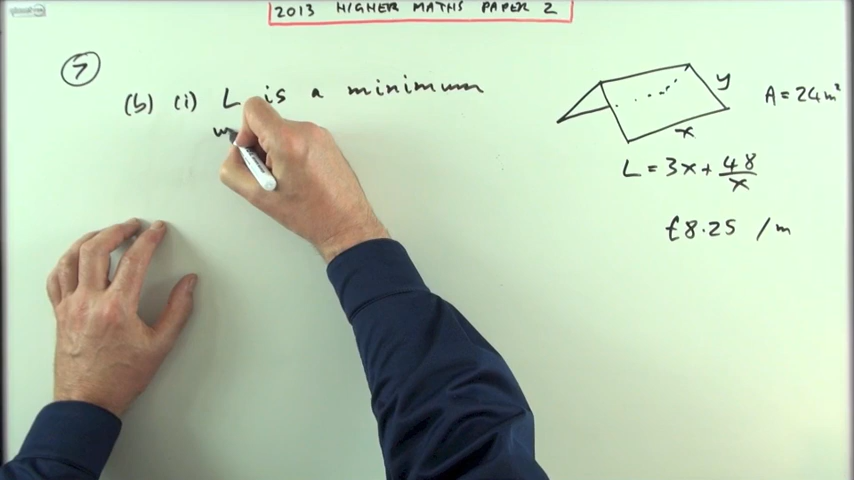 2013 HIGHER MATHS PAPER 2
7
(b) (i) L is a minimum
w
y
A = 24m²
x
L = 3x + 48/x
£8.25 /m